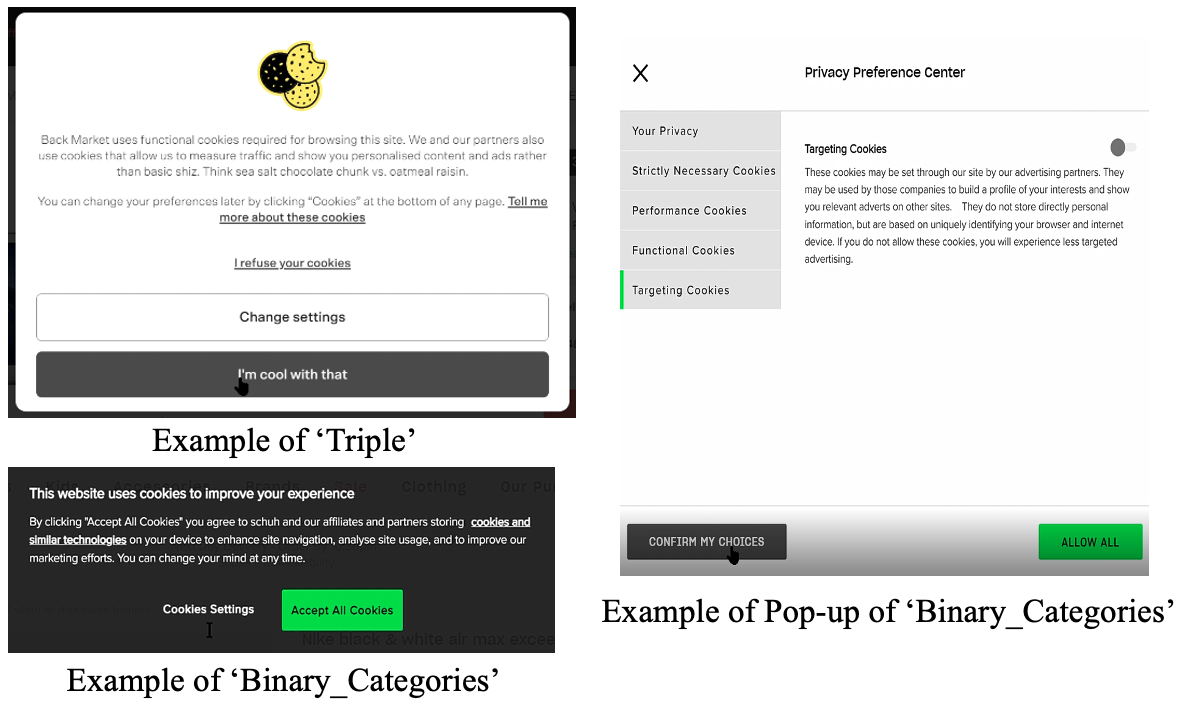 Back Market uses functional cookies required for browsing this site. We and our partners also
use cookies that allow us to measure traffic and show you personalised content and ads rather
than basic shiz. Think sea salt chocolate chunk vs. oatmeal raisin.
You can change your preferences later by clicking "Cookies" at the bottom of any page. Tell me
more about these cookies
I refuse your cookies
Change settings
I'm cool with that
Example of ‘Triple’
Kids Accessories Brands Sale Clothing Our
This website uses cookies to improve your experience
By clicking "Accept All Cookies" you agree to schuh and our affiliates and partners storing cookies and
similar technologies on your device to enhance site navigation, analyse site usage, and to improve our
marketing efforts. You can change your mind at any time.
Cookies Settings
Accept All Cookies
Nike black & white air max
Example of ‘Binary_Categories’
Privacy Preference Center
Your Privacy
Strictly Necessary Cookies
Performance Cookies
Functional Cookies
Targeting Cookies
Targeting Cookies
These cookies may be set through our site by our advertising partners. They
may be used by those companies to build a profile of your interests and show
you relevant adverts on other sites. They do not store directly personal
information, but are based on uniquely identifying your browser and internet
device. If you do not allow these cookies, you will experience less targeted
advertising.
CONFIRM MY CHOICES
ALLOW ALL
Example of Pop-up of ‘Binary_Categories’